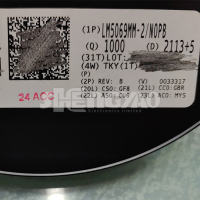 (1P) LM5069MM-2/NOPB
(Q) 1000 (D) 2113+5
(31T) LOT:
(4W) TKY(1T)
(P)
(2P) REV: B (V) 0033317
(20L) CSO: GF8 (21L) CCO: GBR
(22L) ASO: (23L) ACO: MYS
24 ACC